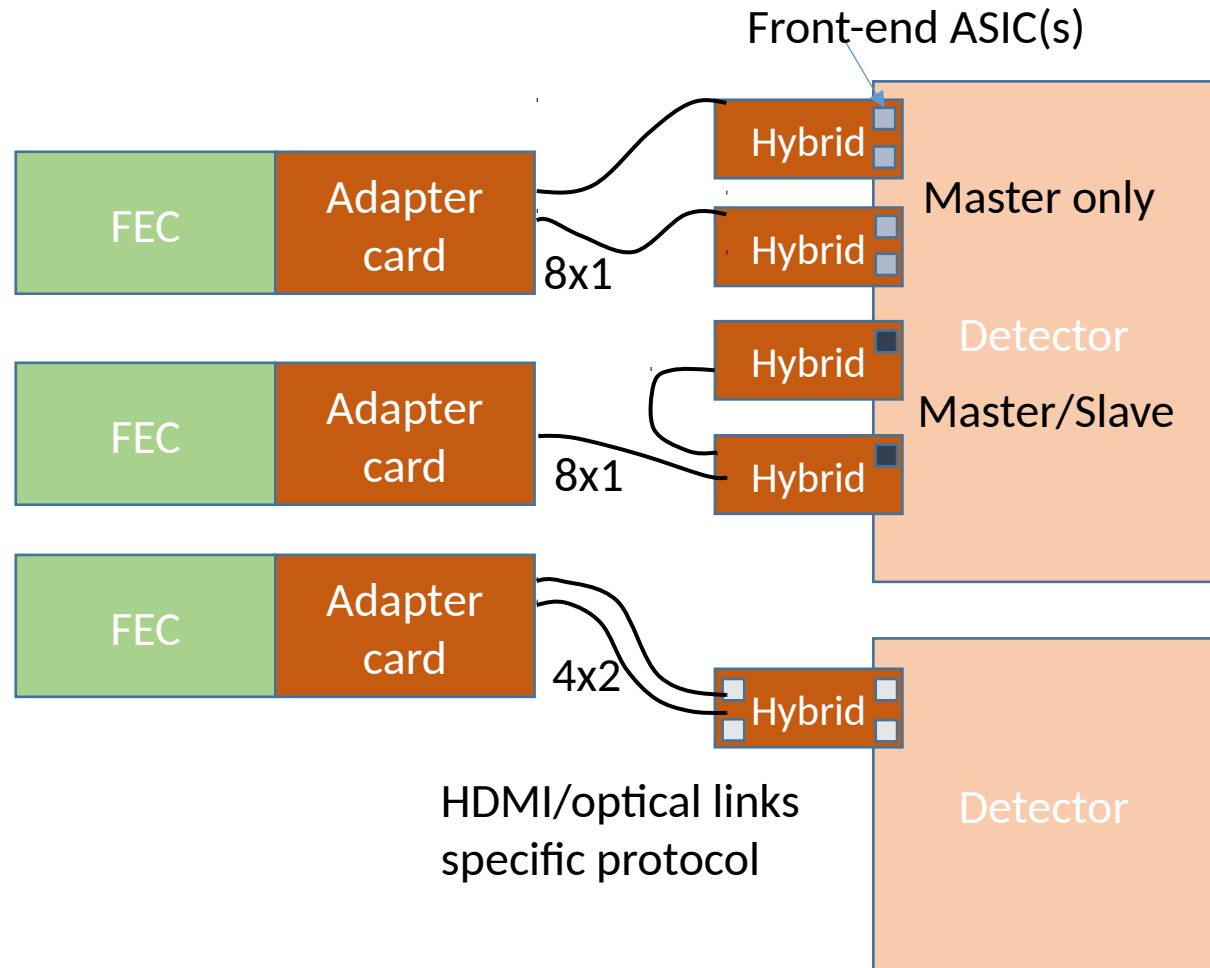 Front-end ASIC(s)
Hybrid
FEC
Adapter
card
Master only
8x1
Hybrid
Hybrid
Detector
FEC
Adapter
card
Master/Slave
8x1
Hybrid
FEC
Adapter
card
4x2
Hybrid
HDMI/optical links
specific protocol
Detector